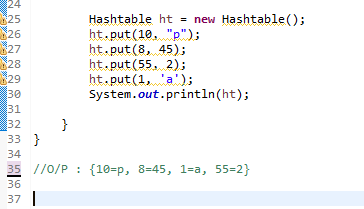 24
25 Hashtable ht = new Hashtable();
26 ht.put(10, "p");
27 ht.put(8, 45);
28 ht.put(55, 2);
29 ht.put(1, 'a');
30 System.out.println(ht);
31
32 }
33 }
34
35 //O/P : {10=p, 8=45, 1=a, 55=2}
36
37